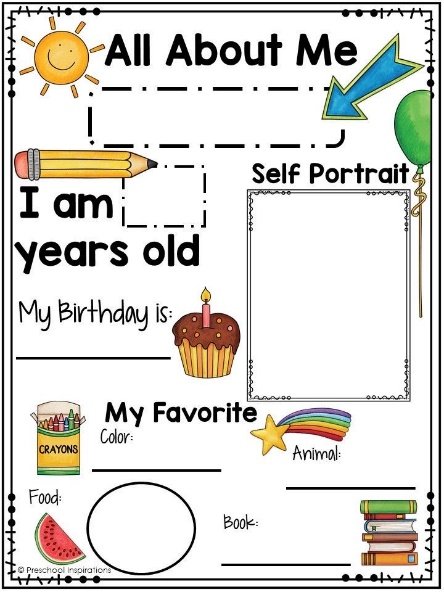 All About Me
I am
years old
Self Portrait
My Birthday is:
My Favorite
CRAYONS
Color:
Animal:
Food:
Book:
© Preschool Inspirations